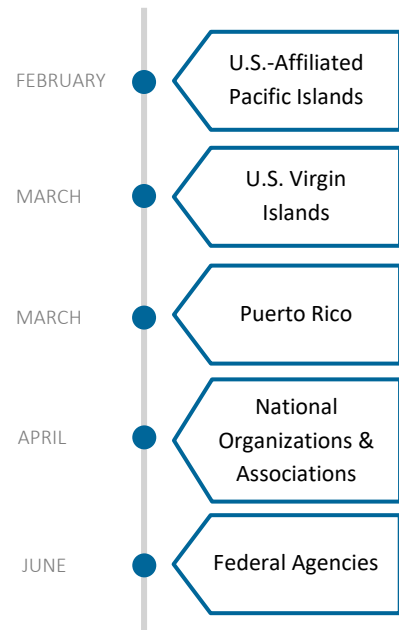 FEBRUARY
U.S.-Affiliated
Pacific Islands
MARCH
U.S. Virgin
Islands
MARCH
Puerto Rico
APRIL
National
Organizations &
Associations
JUNE
Federal Agencies